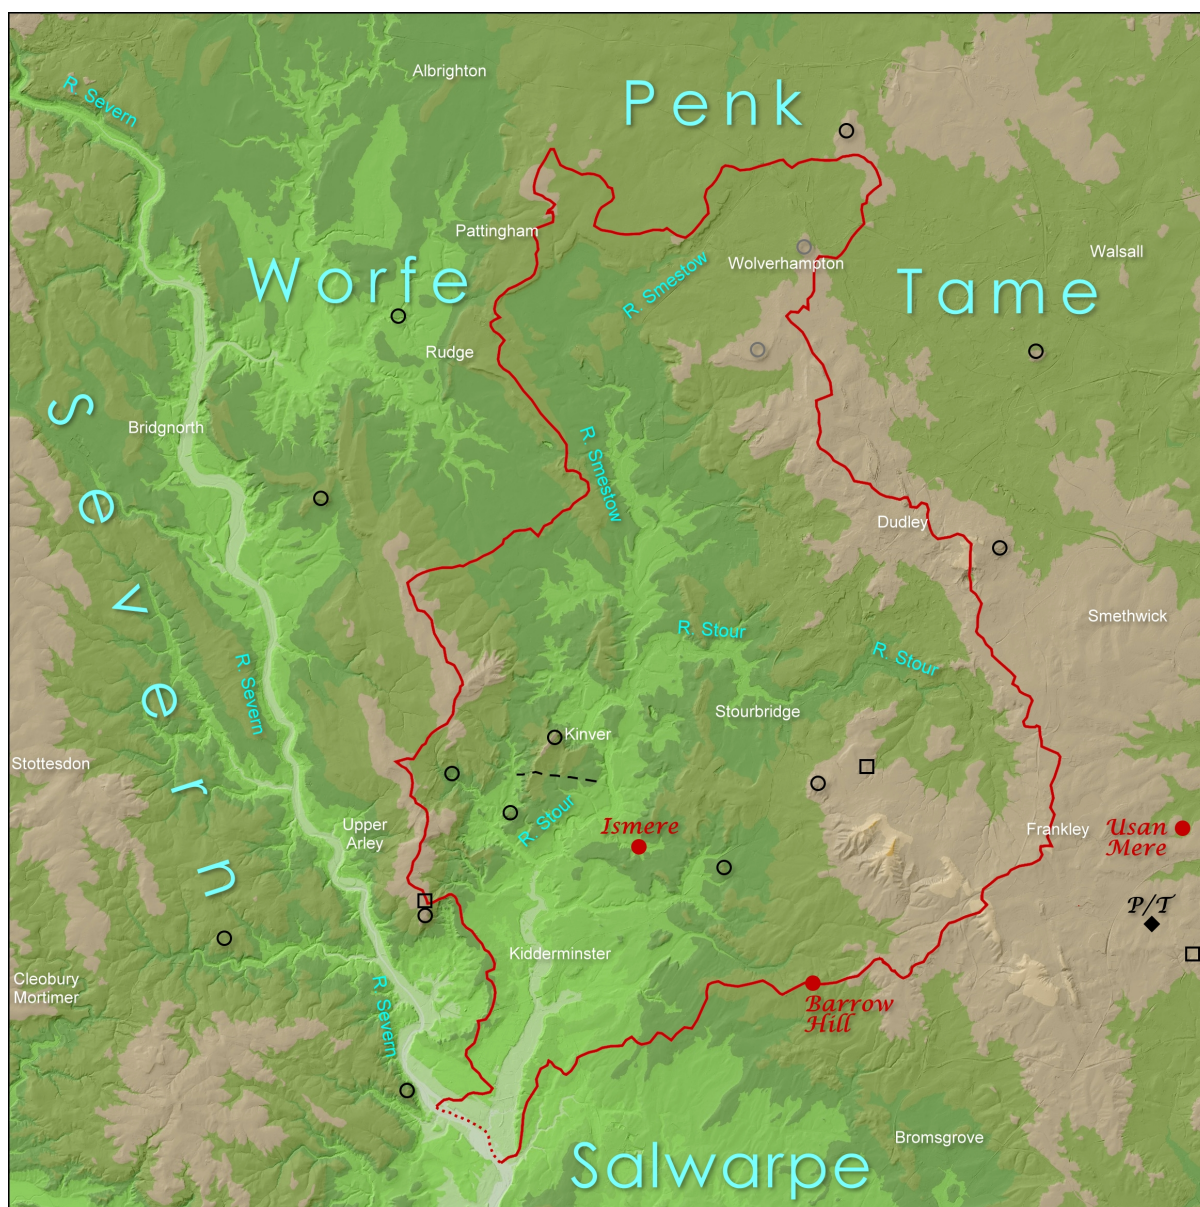 Albrighton
R. Severn
Penk
Pattingham
Walsall
Wolverhampton
R. Smestow
Worfe
Tame
Rudge
Bridgnorth
R. Smestow
Dudley
Severn
Smethwick
R. Stour
R. Stour
R. Severn
Stourbridge
Kinver
Stottesdon
Upper
Arley
R. Stour
Ismere
Frankley
Usan
Mere
P/T
Kidderminster
Cleobury
Mortimer
R. Severn
Barrow
Hill
Bromsgrove
Salwarpe